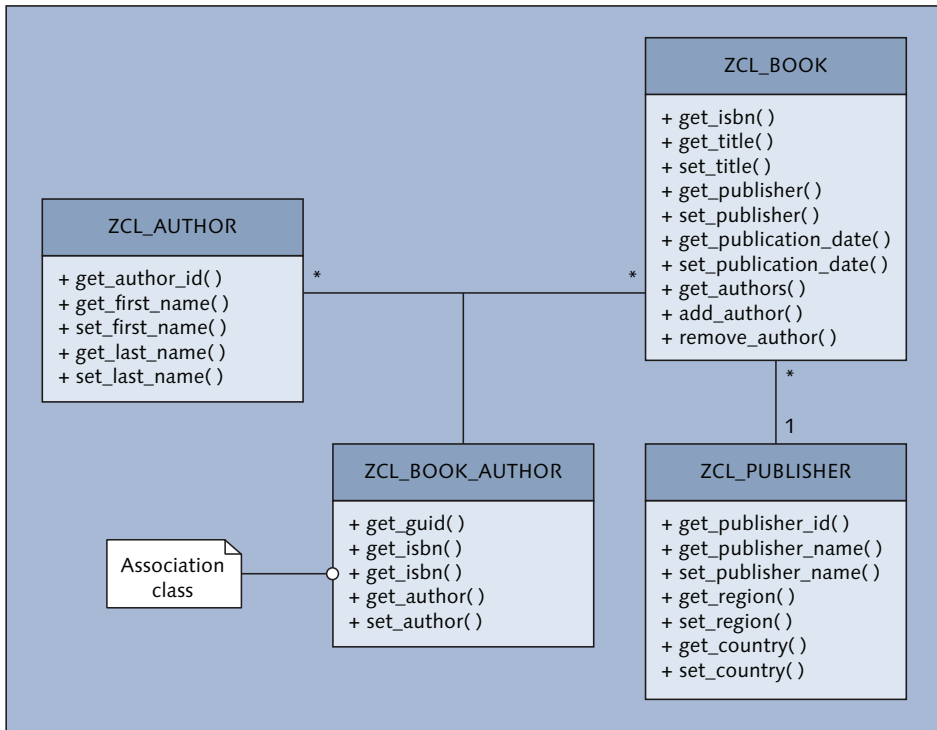 ZCL_BOOK
+ get_isbn( )
+ get_title( )
+ set_title( )
+ get_publisher( )
+ set_publisher( )
+ get_publication_date( )
+ set_publication_date( )
+ get_authors( )
+ add_author( )
+ remove_author( )
ZCL_AUTHOR
+ get_author_id( )
+ get_first_name( )
+ set_first_name( )
+ get_last_name( )
+ set_last_name( )
*
*
*
1
ZCL_BOOK_AUTHOR
+ get_guid( )
+ get_isbn( )
+ get_isbn( )
+ get_author( )
+ set_author( )
Association
class
ZCL_PUBLISHER
+ get_publisher_id( )
+ get_publisher_name( )
+ set_publisher_name( )
+ get_region( )
+ set_region( )
+ get_country( )
+ set_country( )